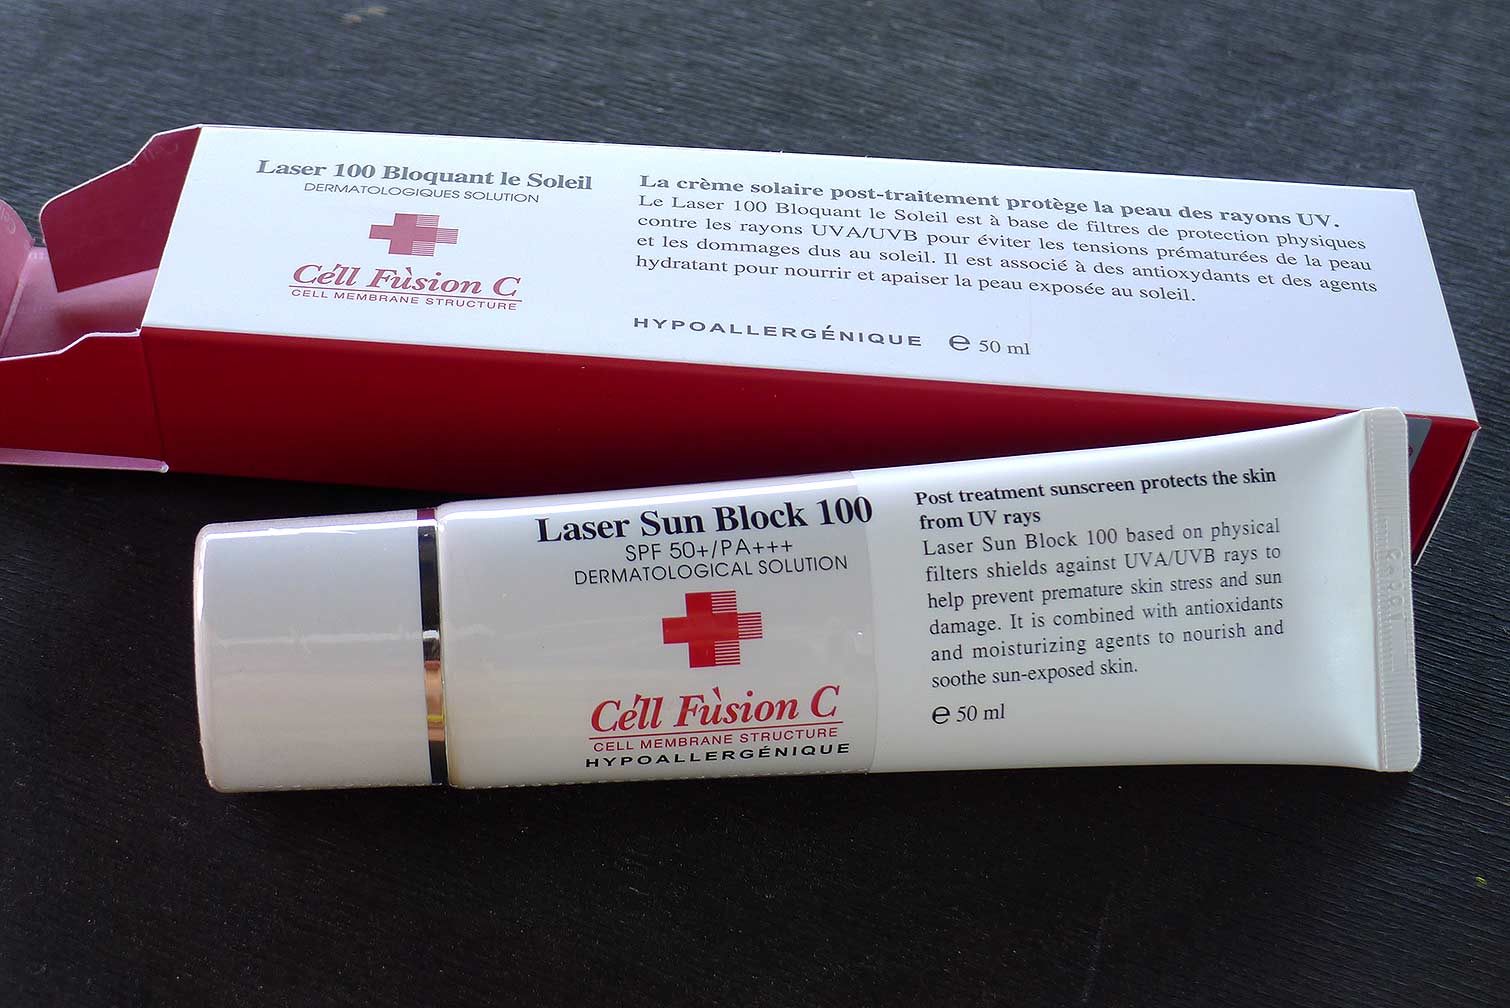 Laser 100 Bloquant le Soleil
DERMATOLOGIQUES SOLUTION
Céll Fùsion C
CELL MEMBRANE STRUCTURE
La crème solaire post-traitement protège la peau des rayons UV.
Le Laser 100 Bloquant le Soleil est à base de filtres de protection physiques
contre les rayons UVA/UVB pour éviter les tensions prématurées de la peau
et les dommages dus au soleil. Il est associé à des antioxydants et des agents
hydratant pour nourrir et apaiser la peau exposée au soleil.
HYPOALLERGÉNIQUE ℮ 50 ml
Laser Sun Block 100
SPF 50+/PA+++
DERMATOLOGICAL SOLUTION
Céll Fùsion C
CELL MEMBRANE STRUCTURE
HYPOALLERGÉNIQUE
Post treatment sunscreen protects the skin
from UV rays
Laser Sun Block 100 based on physical
filters shields against UVA/UVB rays to
help prevent premature skin stress and sun
damage. It is combined with antioxidants
and moisturizing agents to nourish and
soothe sun-exposed skin.
℮ 50 ml